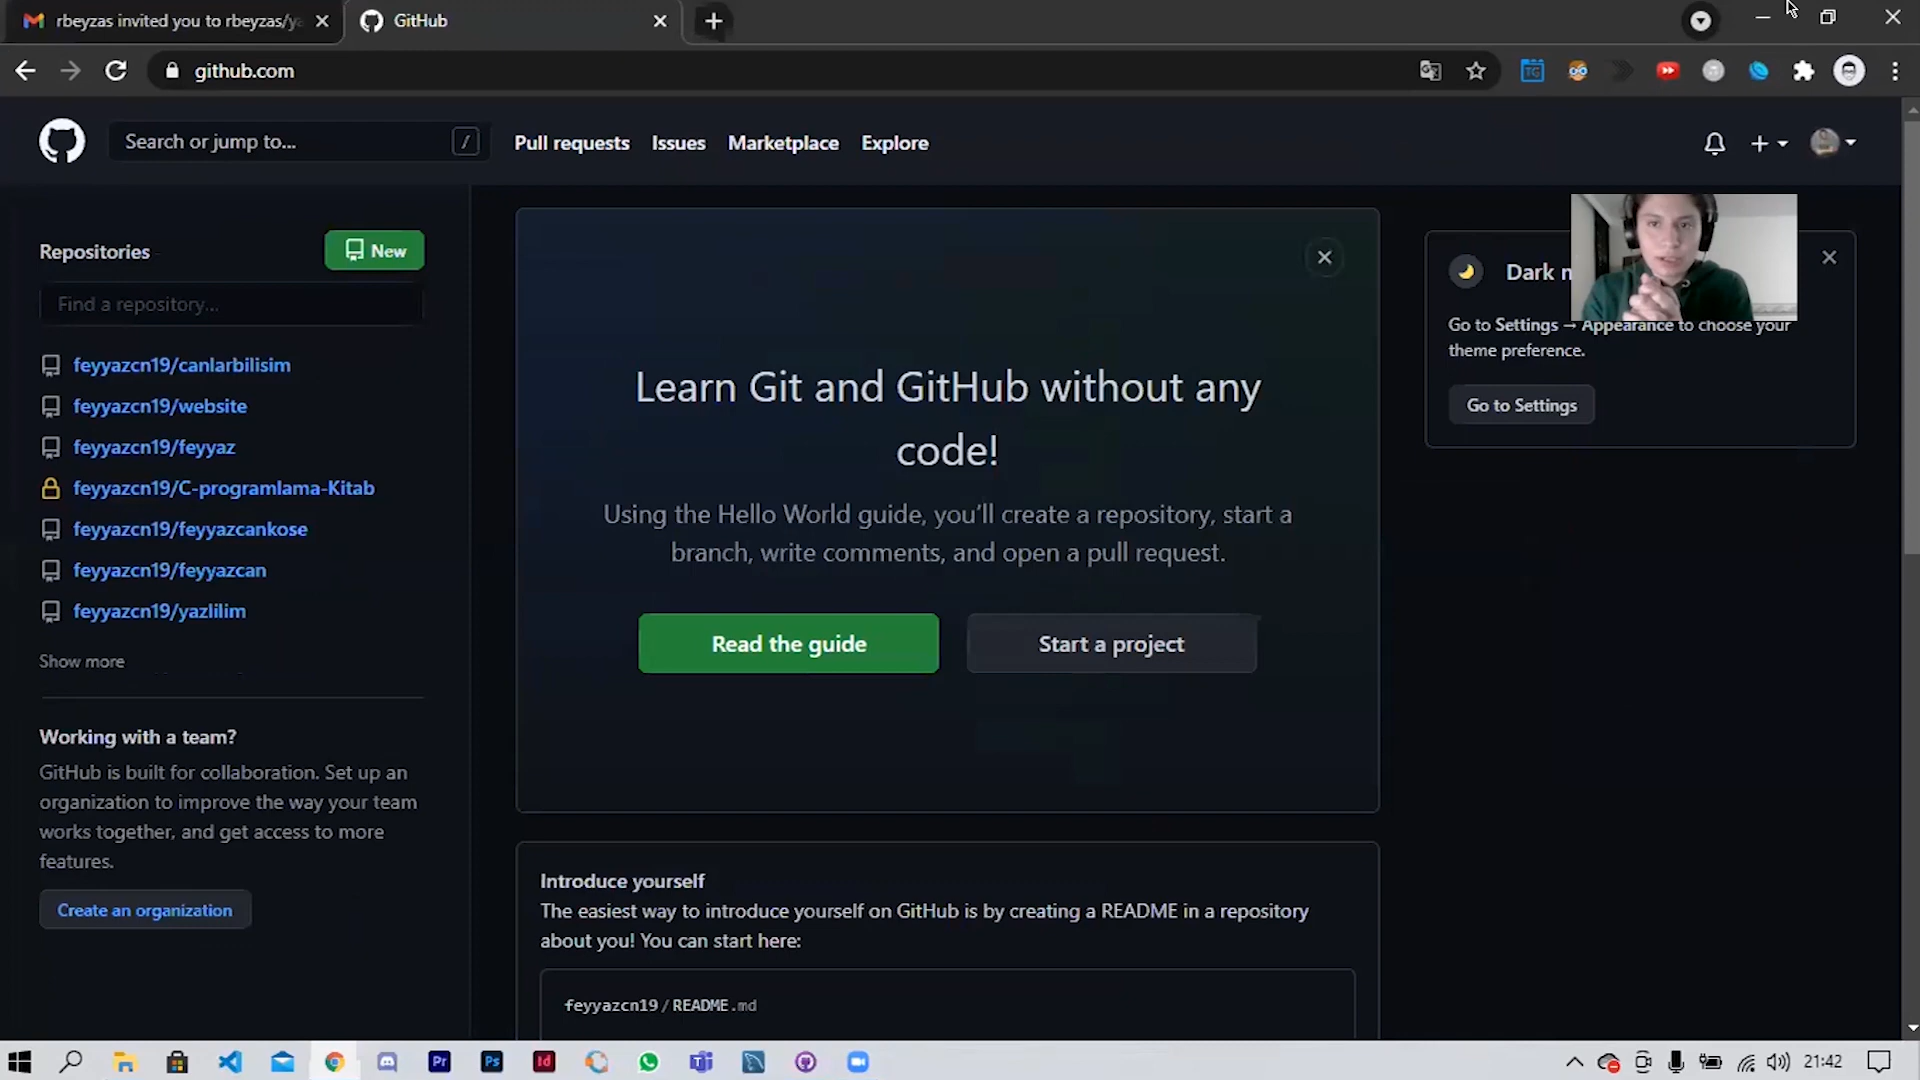 rbeyzas invited you to rbeyzas/ya
GitHub
github.com
Search or jump to...
/
Pull requests
Issues
Marketplace
Explore
Repositories
New
Find a repository...
feyyazcn19/canlarbilisim
feyyazcn19/website
feyyazcn19/feyyaz
feyyazcn19/C-programlama-Kitab
feyyazcn19/feyyazcankose
feyyazcn19/feyyazcan
feyyazcn19/yazlilim
Show more
Working with a team?
GitHub is built for collaboration. Set up an
organization to improve the way your team
works together, and get access to more
features.
Create an organization
Learn Git and GitHub without any
code!
Using the Hello World guide, you'll create a repository, start a
branch, write comments, and open a pull request.
Read the guide
Start a project
Introduce yourself
The easiest way to introduce yourself on GitHub is by creating a README in a repository
about you! You can start here:
feyyazcn19/README.md
Dark
Go to Settings → Appearance to choose your
theme preference.
Go to Settings
TG
Pr
Ps
Id
21:42